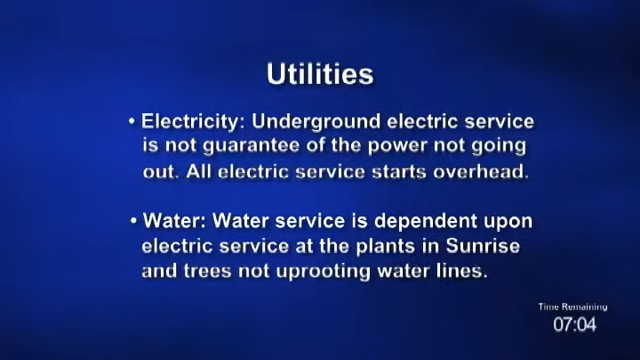 Utilities
• Electricity: Underground electric service
is not guarantee of the power not going
out. All electric service starts overhead.
• Water: Water service is dependent upon
electric service at the plants in Sunrise
and trees not uprooting water lines.
Time Remaining
07:04